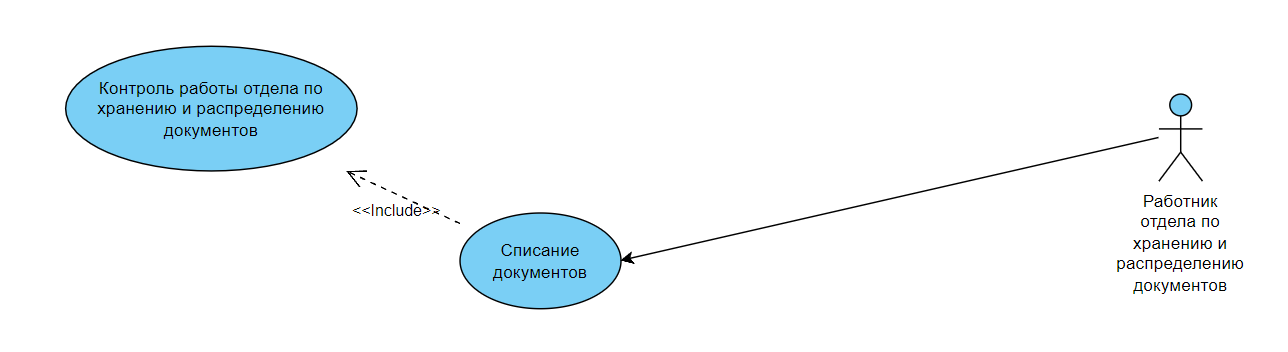 Контроль работы отдела по
хранению и распределению
документов
<<Include>>
Списание
документов
Работник
отдела по
хранению и
распределению
документов